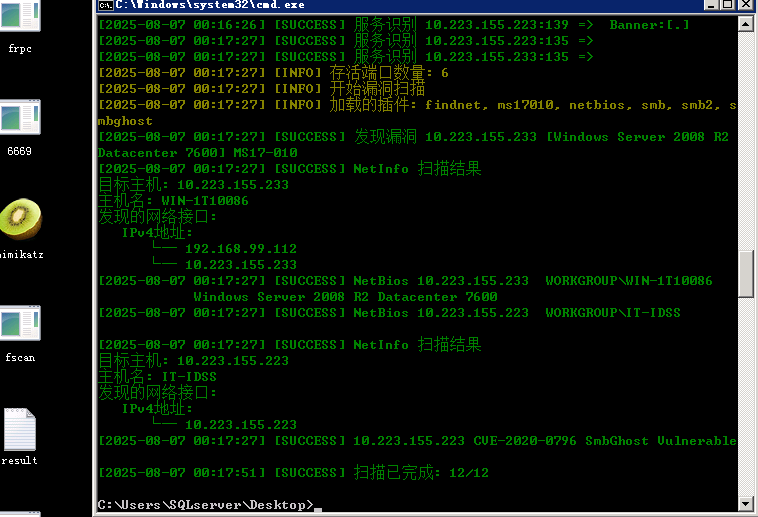 C:\Windows\system32\cmd.exe
frpc
6669
mimikatz
fscan
result
[2025-08-07 00:16:26] [SUCCESS] 服务识别 10.223.155.223:139 =>  Banner:[.]
[2025-08-07 00:17:27] [SUCCESS] 服务识别 10.223.155.223:135 =>
[2025-08-07 00:17:27] [SUCCESS] 服务识别 10.223.155.233:135 =>
[2025-08-07 00:17:27] [INFO] 存活端口数量: 6
[2025-08-07 00:17:27] [INFO] 开始漏洞扫描
[2025-08-07 00:17:27] [INFO] 加载的插件: findnet, ms17010, netbios, smb, smb2, s
mbghost
[2025-08-07 00:17:27] [SUCCESS] 发现漏洞 10.223.155.233 [Windows Server 2008 R2
Datacenter 7600] MS17-010
[2025-08-07 00:17:27] [SUCCESS] NetInfo 扫描结果
目标主机: 10.223.155.233
主机名: WIN-1T10086
发现的网络接口:
IPv4地址:
└── 192.168.99.112
└── 10.223.155.233
[2025-08-07 00:17:27] [SUCCESS] NetBios 10.223.155.233  WORKGROUP\WIN-1T10086
Windows Server 2008 R2 Datacenter 7600
[2025-08-07 00:17:27] [SUCCESS] NetBios 10.223.155.223  WORKGROUP\IT-IDSS
[2025-08-07 00:17:27] [SUCCESS] NetInfo 扫描结果
目标主机: 10.223.155.223
主机名: IT-IDSS
发现的网络接口:
IPv4地址:
└── 10.223.155.223
[2025-08-07 00:17:27] [SUCCESS] 10.223.155.223 CVE-2020-0796 SmbGhost Vulnerable
[2025-08-07 00:17:51] [SUCCESS] 扫描已完成: 12/12
C:\Users\SQLserver\Desktop>